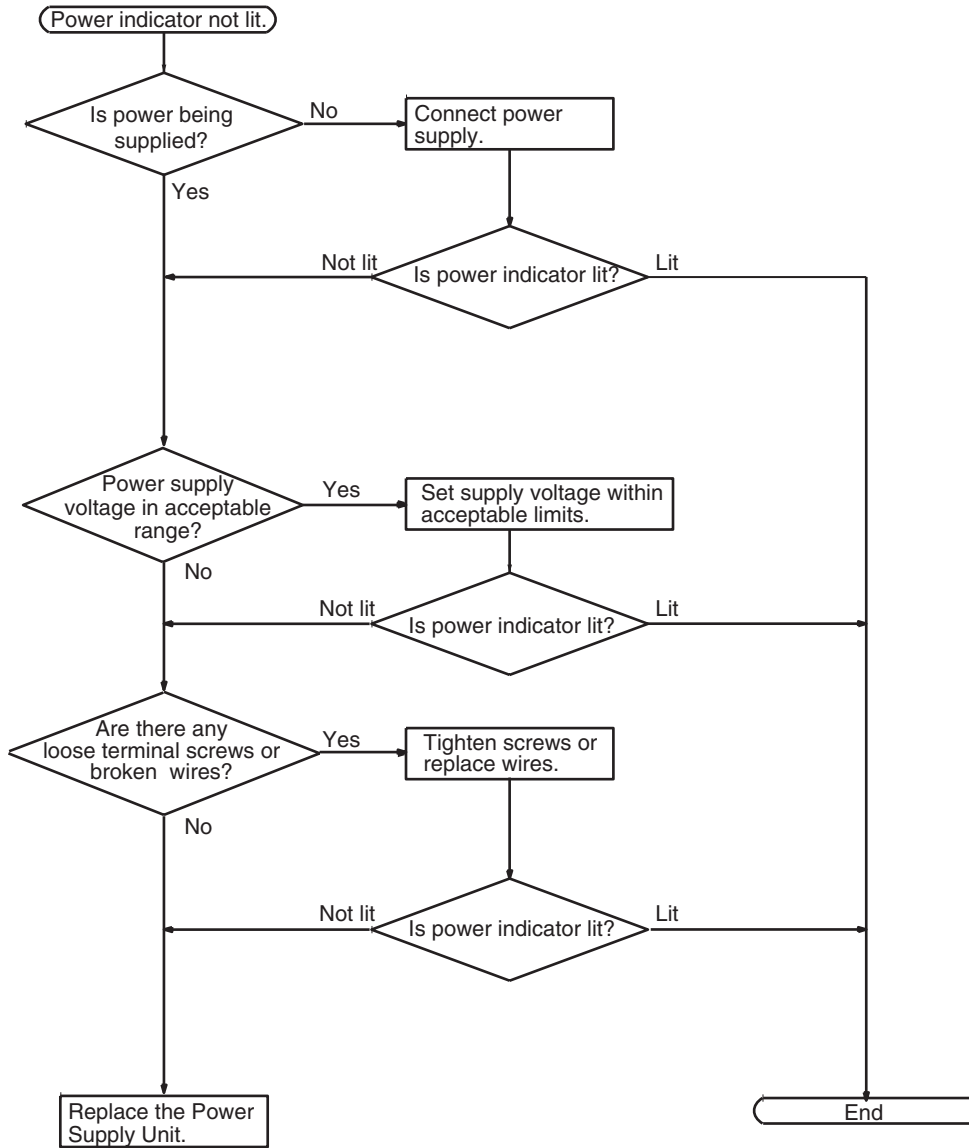 Power indicator not lit.
Is power being
supplied?
No
Connect power
supply.
Yes
Not lit
Is power indicator lit?
Lit
Power supply
voltage in acceptable
range?
Yes
Set supply voltage within
acceptable limits.
No
Not lit
Is power indicator lit?
Lit
Are there any
loose terminal screws or
broken wires?
Yes
Tighten screws or
replace wires.
No
Not lit
Is power indicator lit?
Lit
Replace the Power
Supply Unit.
End